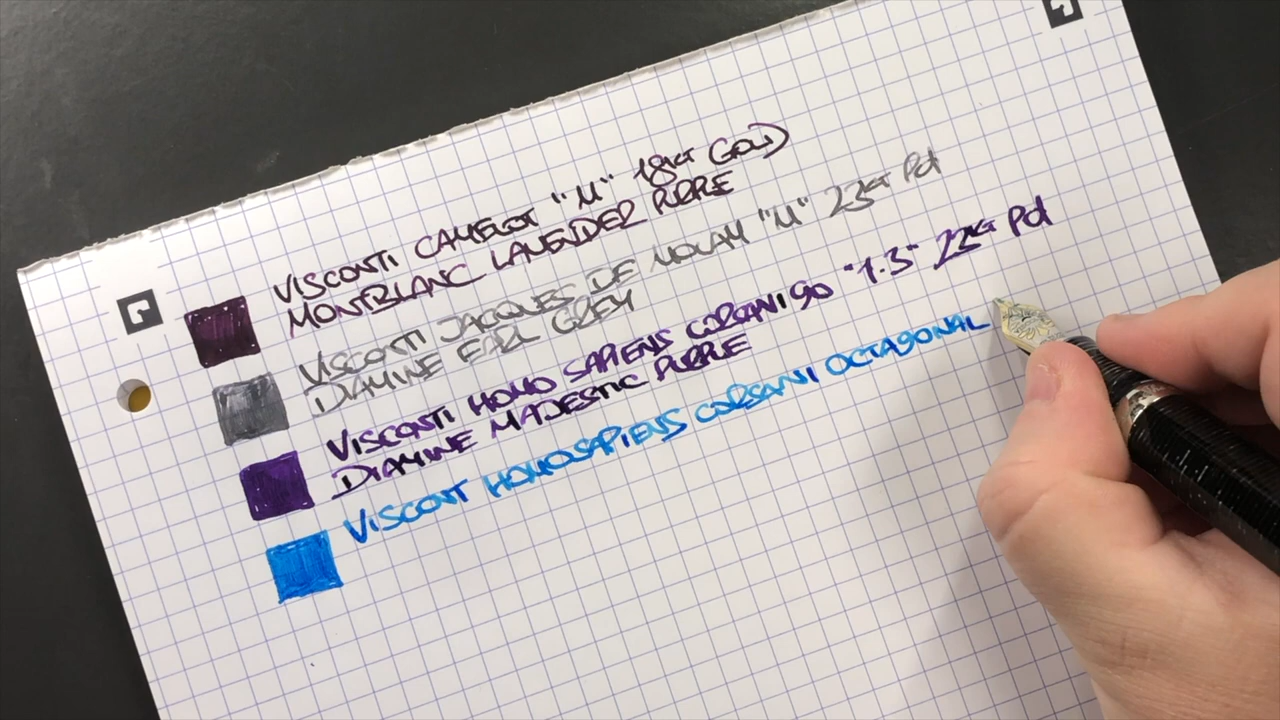 VISCONTI CAMELOT "M" 18KT GOLD
MONTBLANC LAVENDER PURPLE
VISCONTI JACQUES DE MOLAY "M" 23KT Pd
DIAMINE EARL GREY
VISCONTI HOMO SAPIENS CORSANI 90 "1.3" 23KT Pd
DIAMINE MAJESTIC PURPLE
VISCONT HOMOSAPIENS CORSANI OCTAGONAL